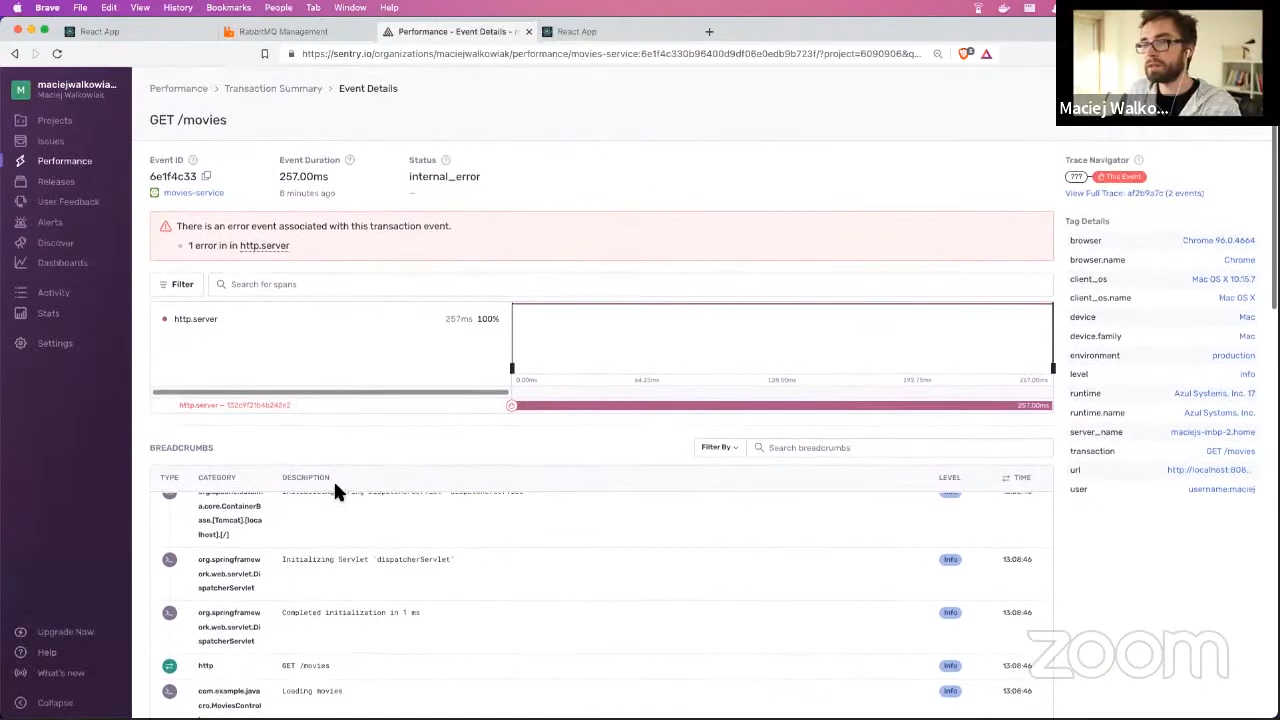 Brave File Edit View History Bookmarks People Tab Window Help
React App
RabbitMQ Management
Performance - Event Details - r
React App
https://sentry.io/organizations/maciejwalkowiak/performance/movies-service:6e1f4c330b96400d9df06e0edb9b723f/?project=6090906&q...
Maciej Walko...
M
maciejwalkowia...
Maciej Walkowiak
Projects
Issues
Performance
Releases
User Feedback
Alerts
Discover
Dashboards
Activity
Stats
Settings
Upgrade Now
Help
What's new
Collapse
Performance > Transaction Summary > Event Details
GET /movies
Event ID Event Duration Status
6e1f4c33 257.00ms internal_error
movies-service 8 minutes ago –
There is an error event associated with this transaction event.
1 error in in http.server
Filter Search for spans
http.server 257ms 100%
0.00ms 64.25ms 128.50ms 192.75ms 257.00ms
http.server – 132c9f21b4b242e2 257.00ms
BREADCRUMBS Filter By Search breadcrumbs
TYPE CATEGORY DESCRIPTION LEVEL TIME
a.core.ContainerB
ase.[Tomcat].[loca
lhost].[/]
org.springframew Initializing Servlet 'dispatcherServlet' Info 13:08:46
ork.web.servlet.Di
spatcherServlet
org.springframew Completed initialization in 1 ms Info 13:08:46
ork.web.servlet.Di
spatcherServlet
http GET /movies Info 13:08:46
com.example.java Loading movies Info 13:08:46
cro.MoviesControl
Trace Navigator
??? This Event
View Full Trace: af2b9a7c (2 events)
Tag Details
browser Chrome 96.0.4664
browser.name Chrome
client_os Mac OS X 10.15.7
client_os.name Mac OS X
device Mac
device.family Mac
environment production
level info
runtime Azul Systems, Inc. 17
runtime.name Azul Systems, Inc.
server_name maciejs-mbp-2.home
transaction GET /movies
url http://localhost:808...
user username:maciej
zoom